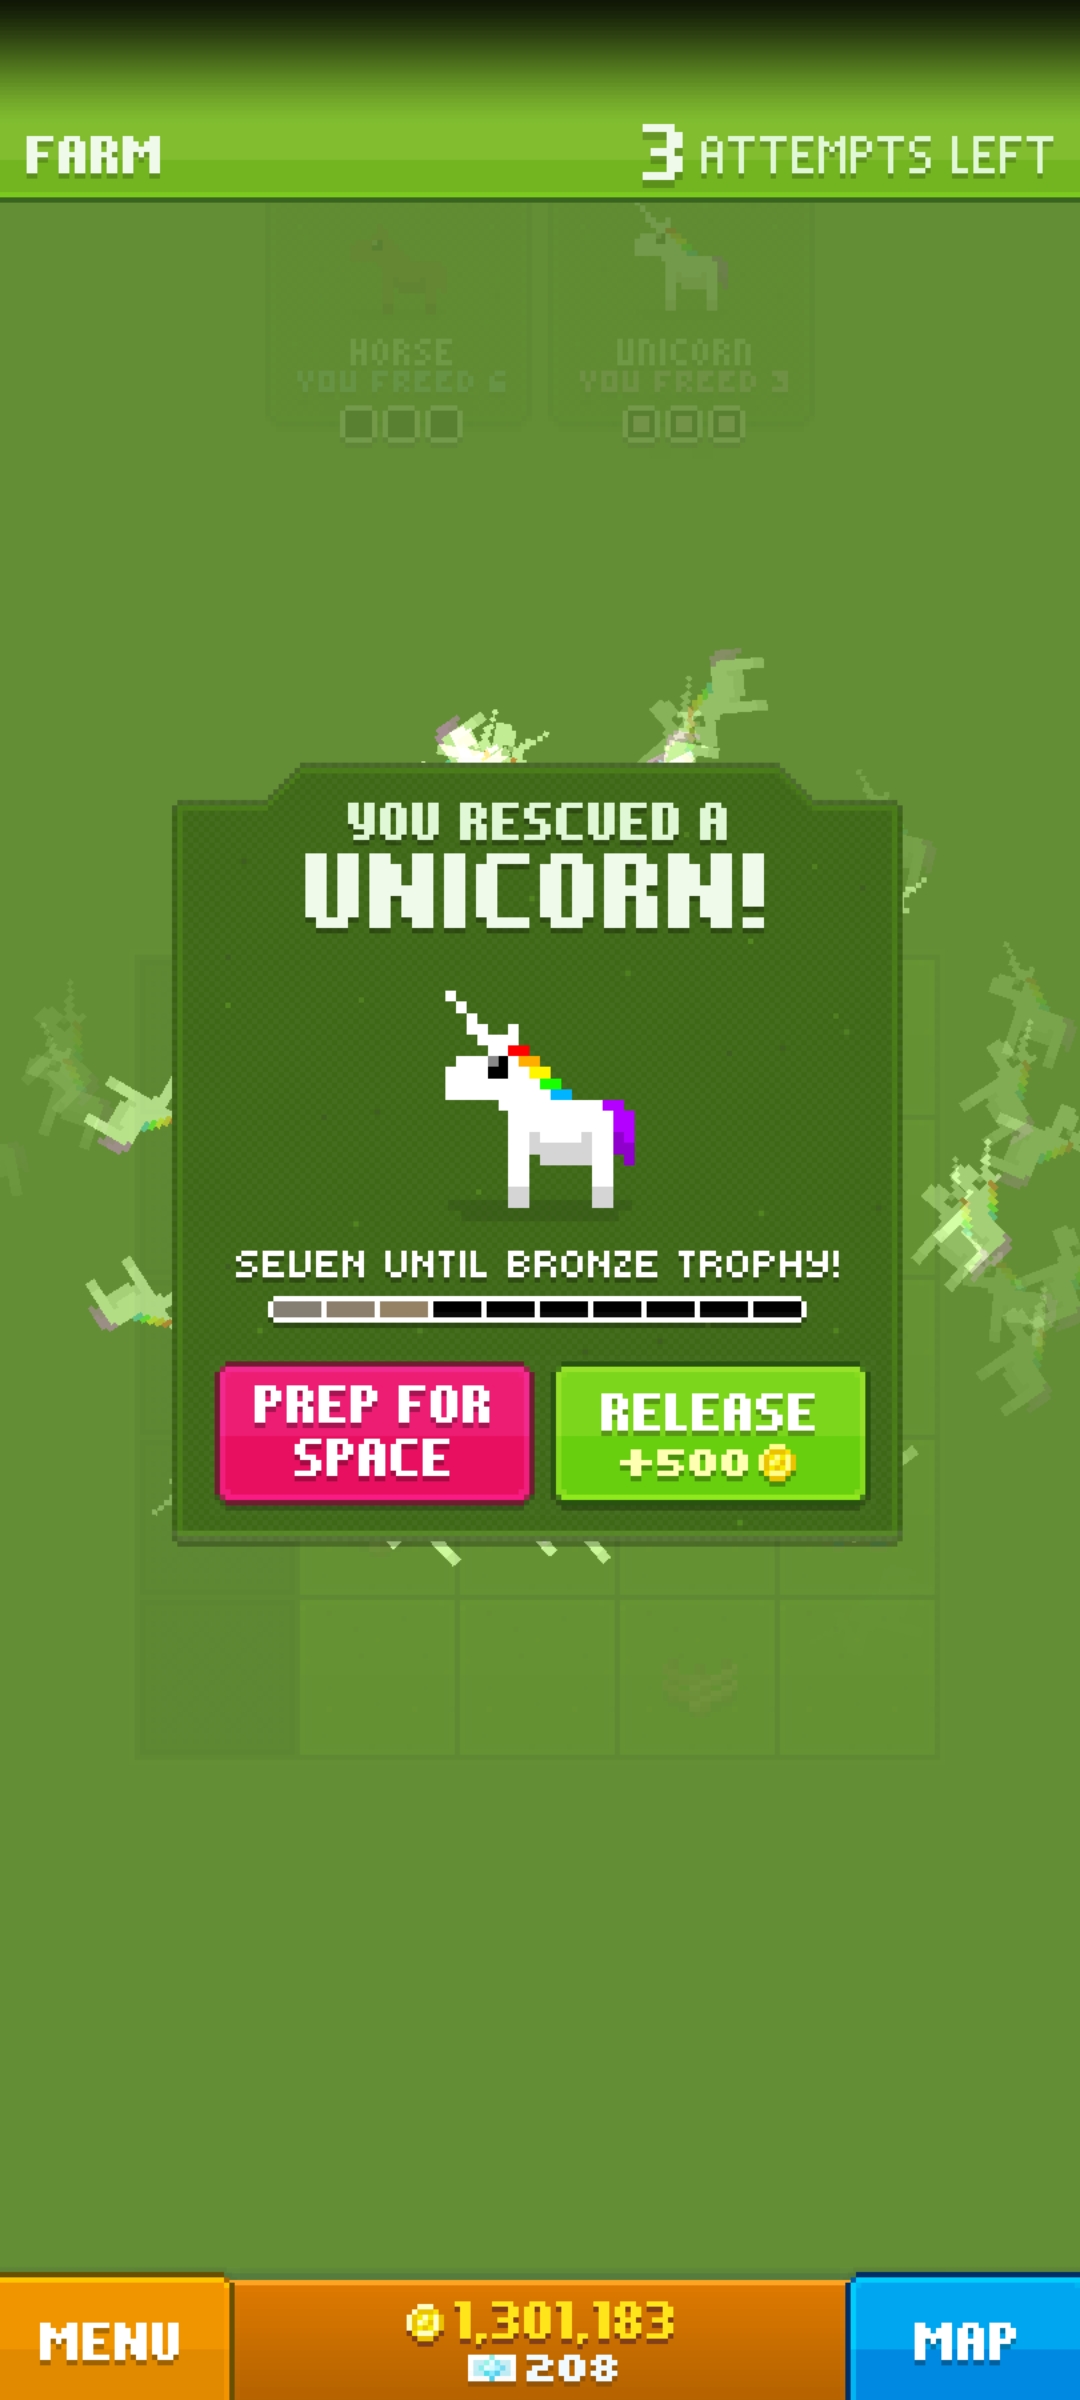 FARM
3 ATTEMPTS LEFT
HORSE
YOU FREED 6
UNICORN
YOU FREED 3
YOU RESCUED A
UNICORN!
SEVEN UNTIL BRONZE TROPHY!
PREP FOR
SPACE
RELEASE
+500
MENU
1,301,183
208
MAP